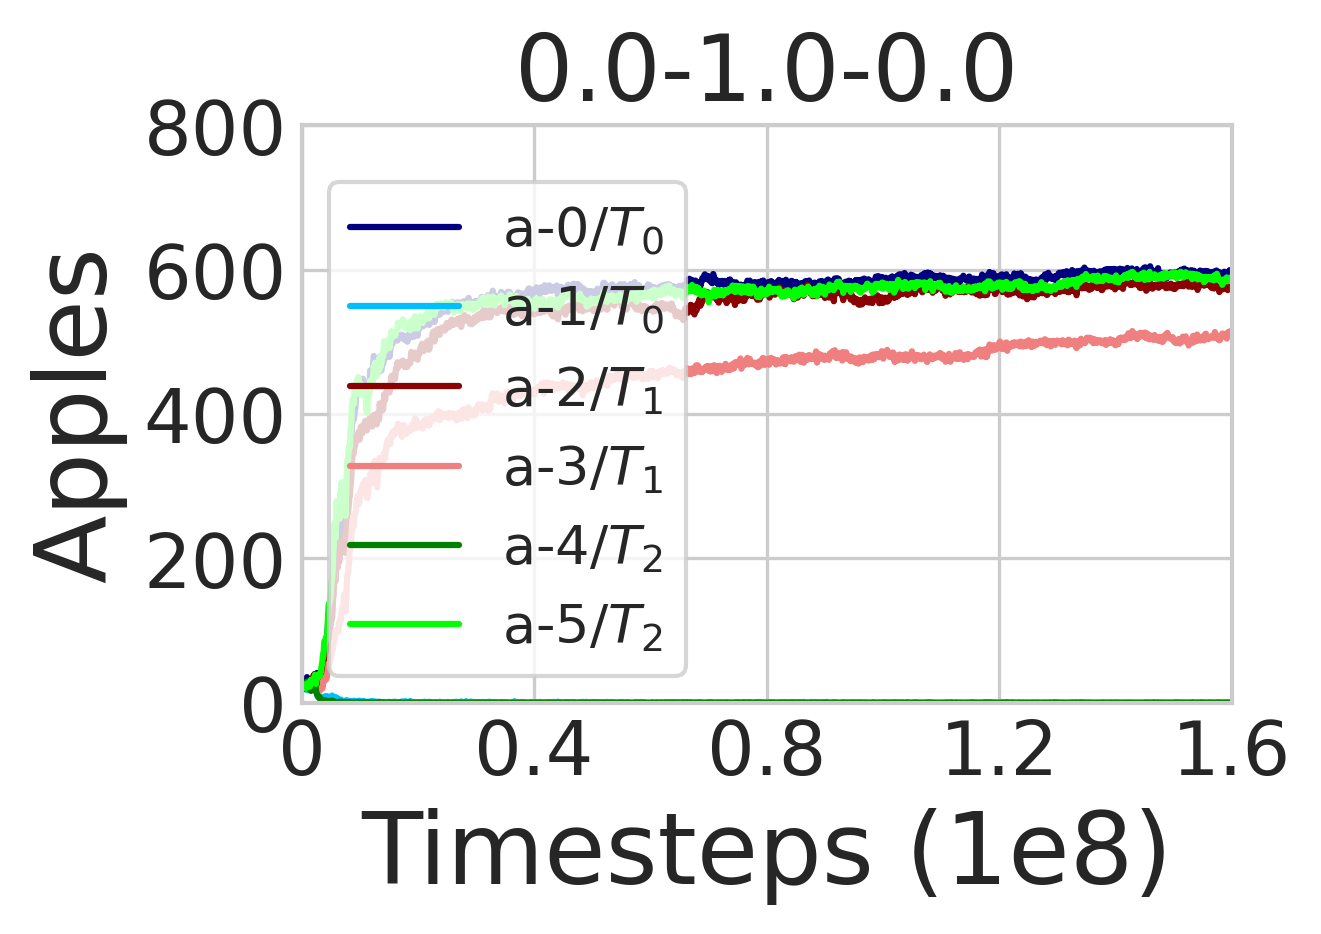 0.0-1.0-0.0
800
600
400
200
0
Apples
a-0/T₀
a-1/T₀
a-2/T₁
a-3/T₁
a-4/T₂
a-5/T₂
0 0.4 0.8 1.2 1.6
Timesteps (1e8)